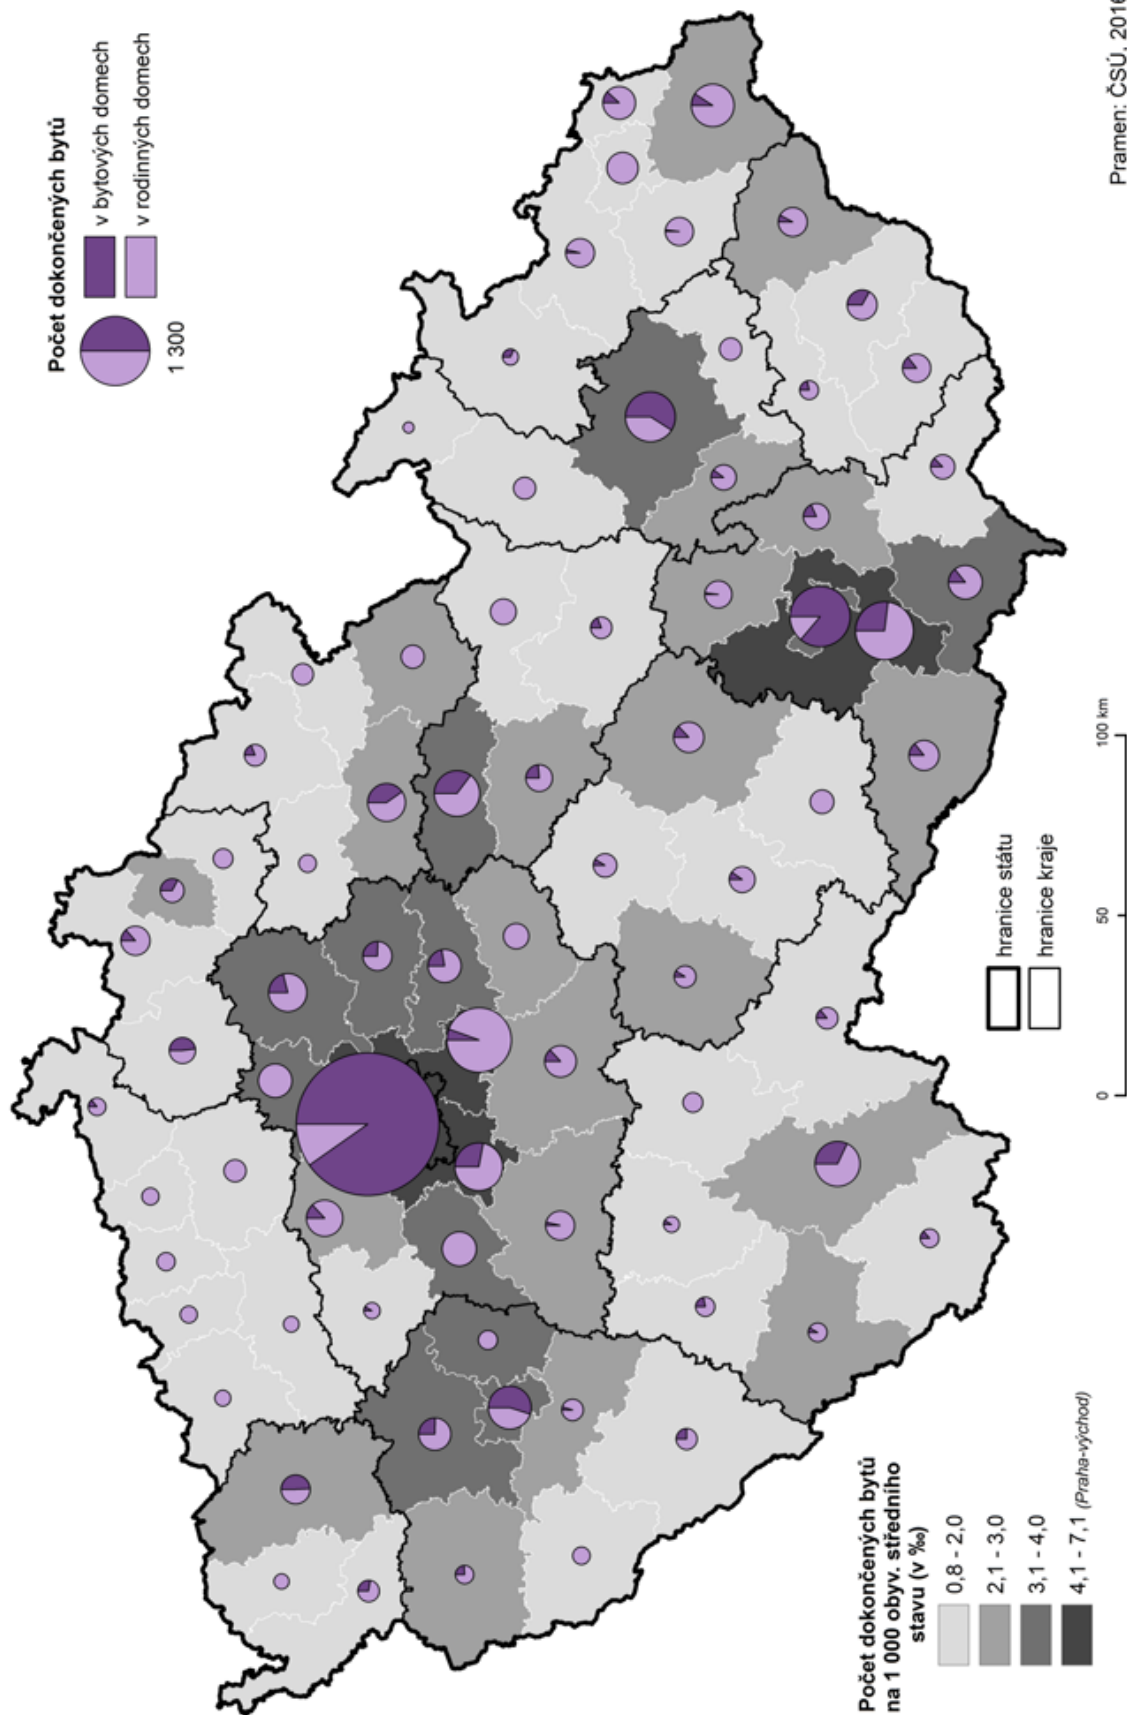 Počet dokončených bytů
v bytových domech
v rodinných domech
1 300
Počet dokončených bytů
na 1 000 obyv. středního
stavu (v ‰)
0,8 - 2,0
2,1 - 3,0
3,1 - 4,0
4,1 - 7,1 (Praha-východ)
hranice státu
hranice kraje
0
50
100 km
Pramen: ČSÚ, 2016